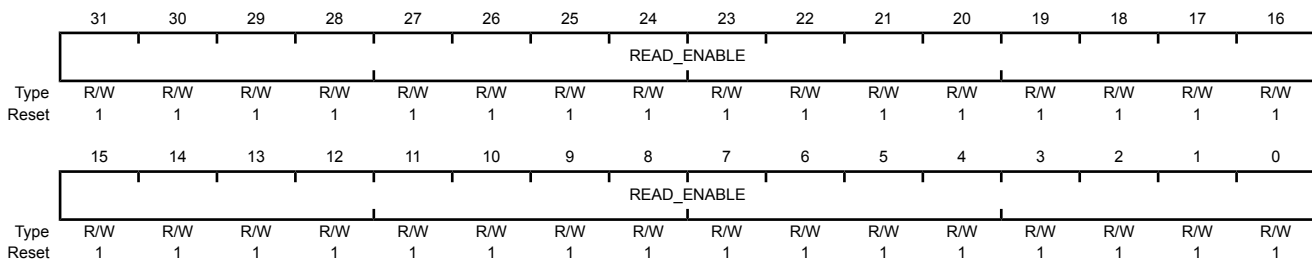 31 30 29 28 27 26 25 24 23 22 21 20 19 18 17 16
READ_ENABLE
Type R/W R/W R/W R/W R/W R/W R/W R/W R/W R/W R/W R/W R/W R/W R/W R/W
Reset 1 1 1 1 1 1 1 1 1 1 1 1 1 1 1 1
15 14 13 12 11 10 9 8 7 6 5 4 3 2 1 0
READ_ENABLE
Type R/W R/W R/W R/W R/W R/W R/W R/W R/W R/W R/W R/W R/W R/W R/W R/W
Reset 1 1 1 1 1 1 1 1 1 1 1 1 1 1 1 1